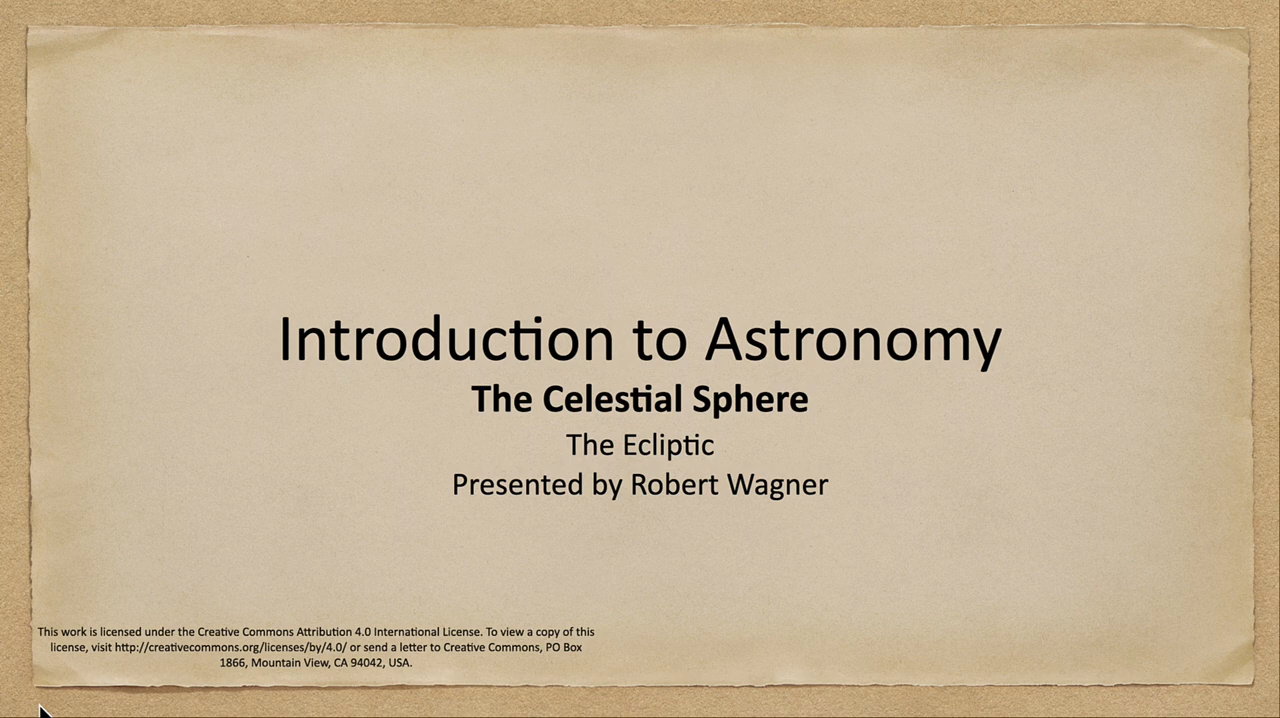 Introduction to Astronomy
The Celestial Sphere
The Ecliptic
Presented by Robert Wagner
This work is licensed under the Creative Commons Attribution 4.0 International License. To view a copy of this
license, visit http://creativecommons.org/licenses/by/4.0/ or send a letter to Creative Commons, PO Box
1866, Mountain View, CA 94042, USA.